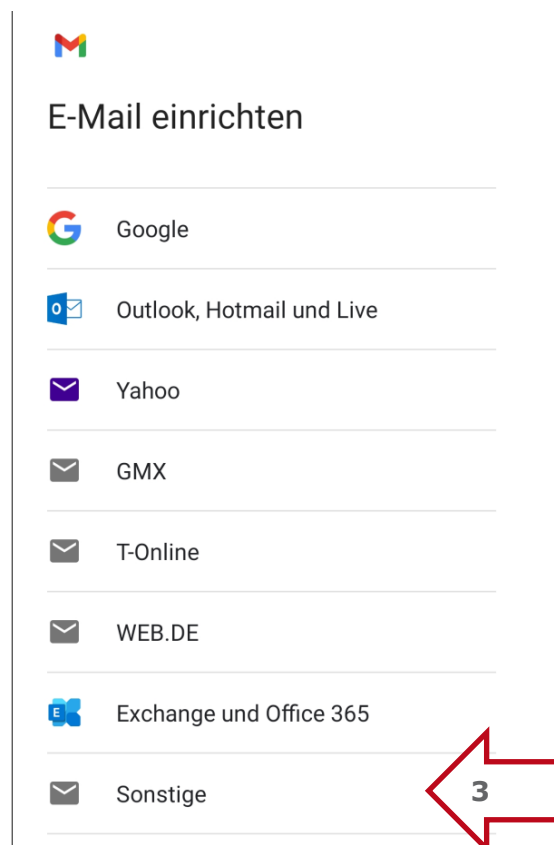 E-Mail einrichten
Google
Outlook, Hotmail und Live
Yahoo
GMX
T-Online
WEB.DE
Exchange und Office 365
Sonstige
3